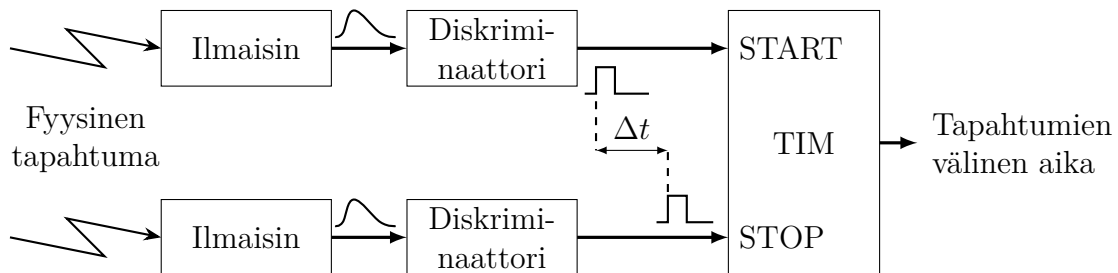 Ilmaisin
Diskrimi-
naattori
START
Fyysinen
tapahtuma
Δt
TIM
Tapahtumien
välinen aika
Ilmaisin
Diskrimi-
naattori
STOP